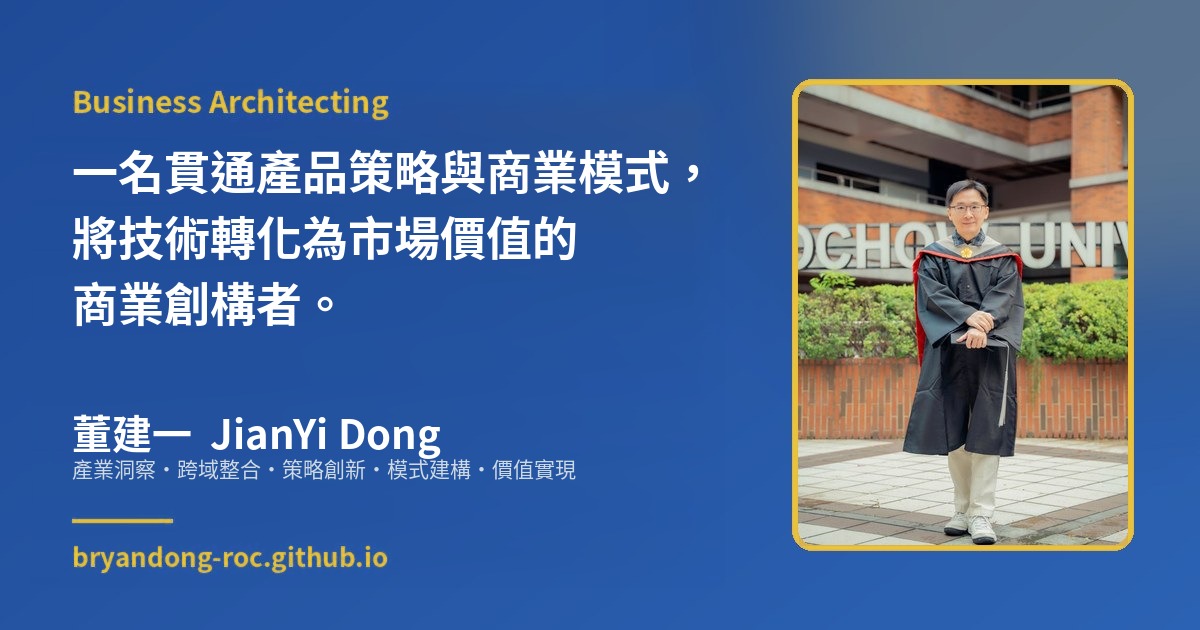 Business Architecting
一名貫通產品策略與商業模式，
將技術轉化為市場價值的
商業創構者。
董建一 JianYi Dong
產業洞察・跨域整合・策略創新・模式建構・價值實現
bryandong-roc.github.io
OCHOW UNIV